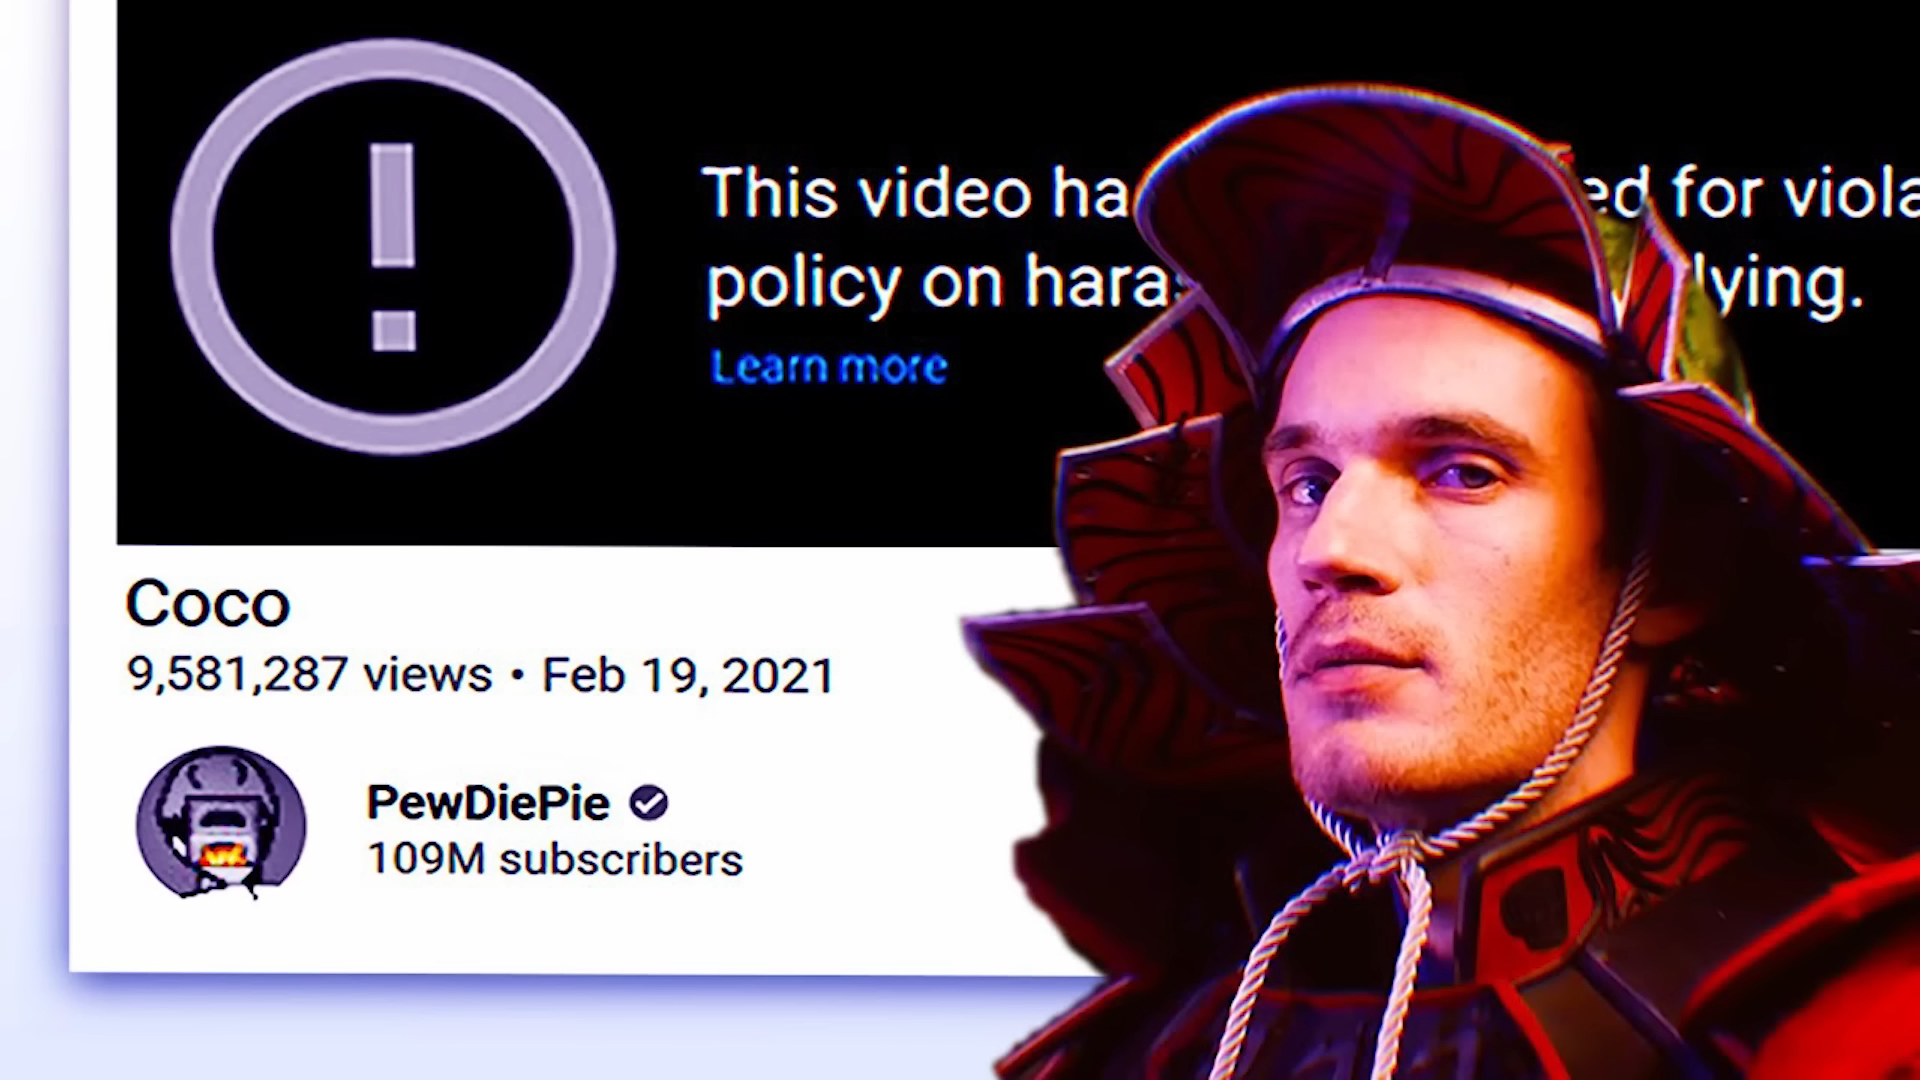 This video ha ed for viola
policy on hara lying.
Learn more
Coco
9,581,287 views • Feb 19, 2021
PewDiePie
109M subscribers